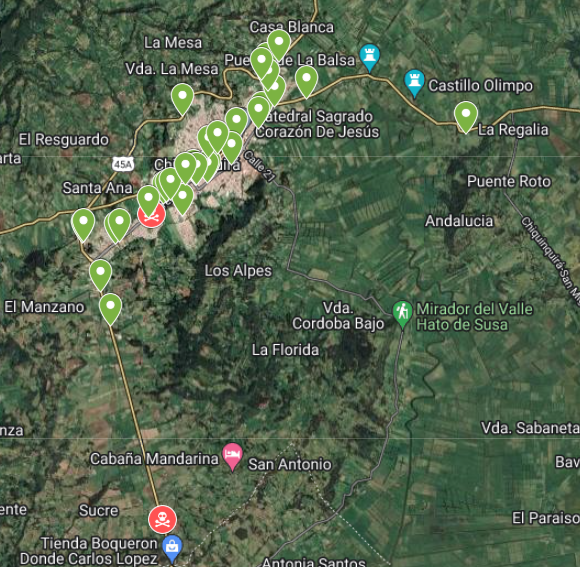 Casa Blanca
La Mesa
de La Balsa
Vda. La Mesa
Castillo Olimpo
Catedral Sagrado
Corazón De Jesús
La Regalia
El Resguardo
45A
Calle 21
Santa Ana
Puente Roto
Andalucia
Los Alpes
El Manzano
Vda.
Cordoba Bajo
Mirador del Valle
Hato de Susa
La Florida
Vda. Sabaneta
Cabaña Mandarina
San Antonio
Bav
Sucre
El Paraiso
Tienda Boqueron
Donde Carlos Lopez
Antonia Santos